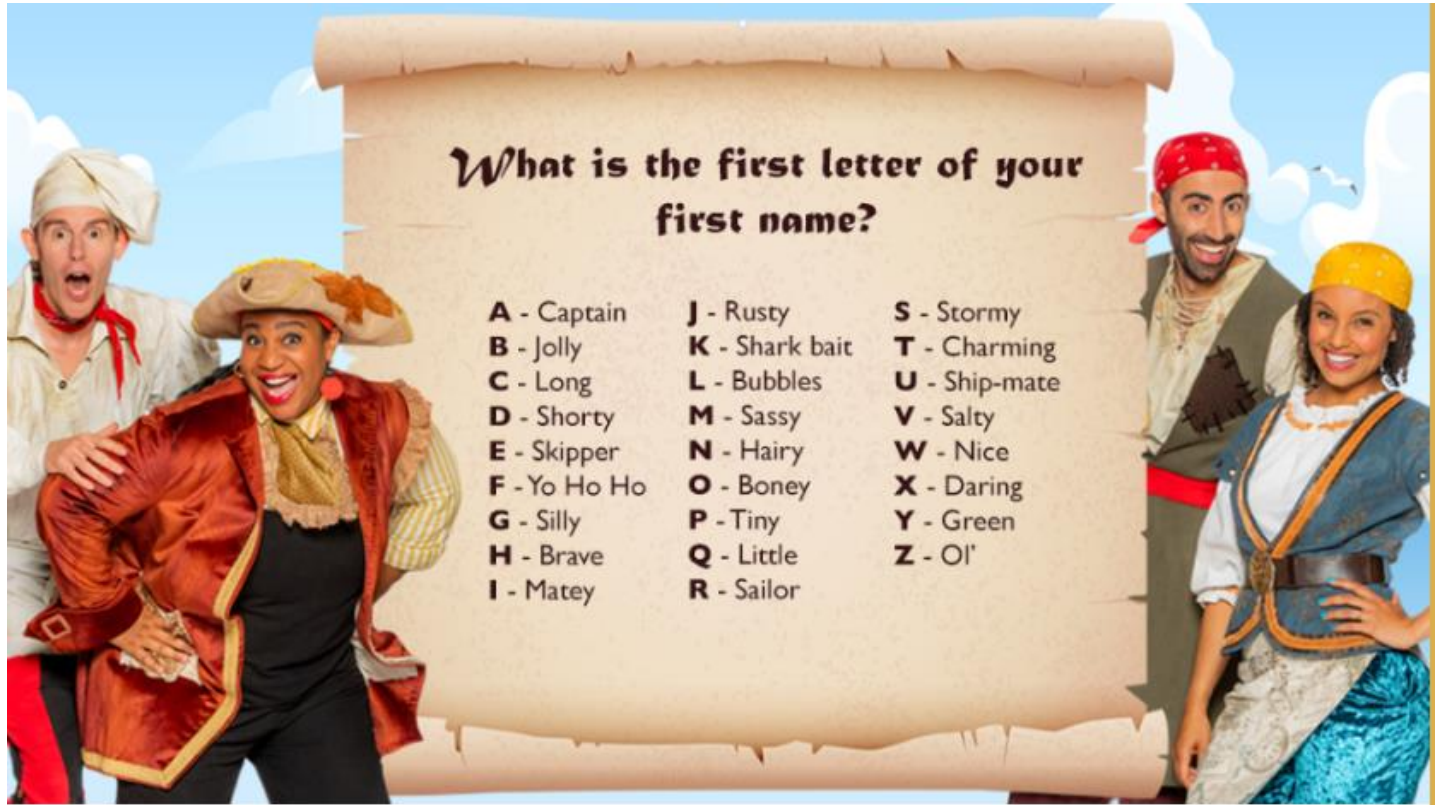 What is the first letter of your
first name?
A - Captain
B - Jolly
C - Long
D - Shorty
E - Skipper
F - Yo Ho Ho
G - Silly
H - Brave
I - Matey
J - Rusty
K - Shark bait
L - Bubbles
M - Sassy
N - Hairy
O - Boney
P - Tiny
Q - Little
R - Sailor
S - Stormy
T - Charming
U - Ship-mate
V - Salty
W - Nice
X - Daring
Y - Green
Z - Ol'